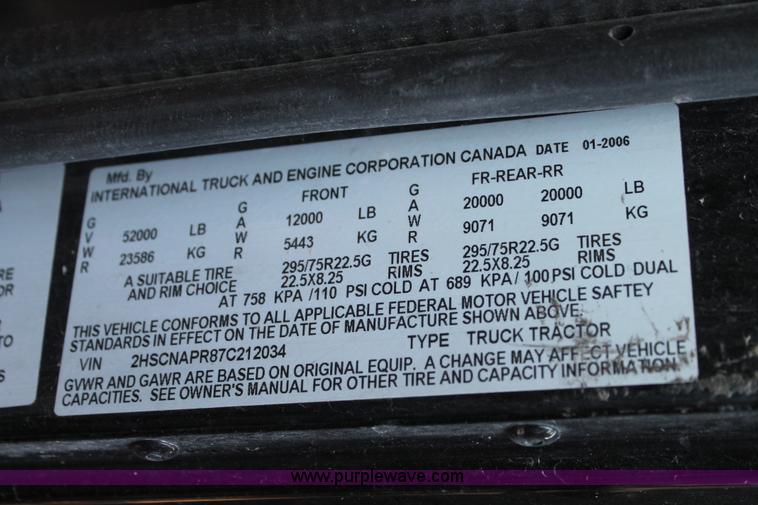 Mfd. By
INTERNATIONAL TRUCK AND ENGINE CORPORATION CANADA DATE 01-2006
G G FRONT G FR-REAR-RR
V 52000 LB A 12000 LB A 20000 20000 LB
W 23586 KG W 5443 KG W 9071 9071 KG
R R R
A SUITABLE TIRE 295/75R22.5G TIRES 295/75R22.5G TIRES
AND RIM CHOICE 22.5X8.25 RIMS 22.5X8.25 RIMS
AT 758 KPA /110 PSI COLD AT 689 KPA/ 100 PSI COLD DUAL
THIS VEHICLE CONFORMS TO ALL APPLICABLE FEDERAL MOTOR VEHICLE SAFTEY
STANDARDS IN EFFECT ON THE DATE OF MANUFACTURE SHOWN ABOVE.
VIN 2HSCNAPR87C212034 TYPE TRUCK TRACTOR
GVWR AND GAWR ARE BASED ON ORIGINAL EQUIP. A CHANGE MAY AFFECT VEHICLE
CAPACITIES. SEE OWNER'S MANUAL FOR OTHER TIRE AND CAPACITY INFORMATION.
www.purplewave.com